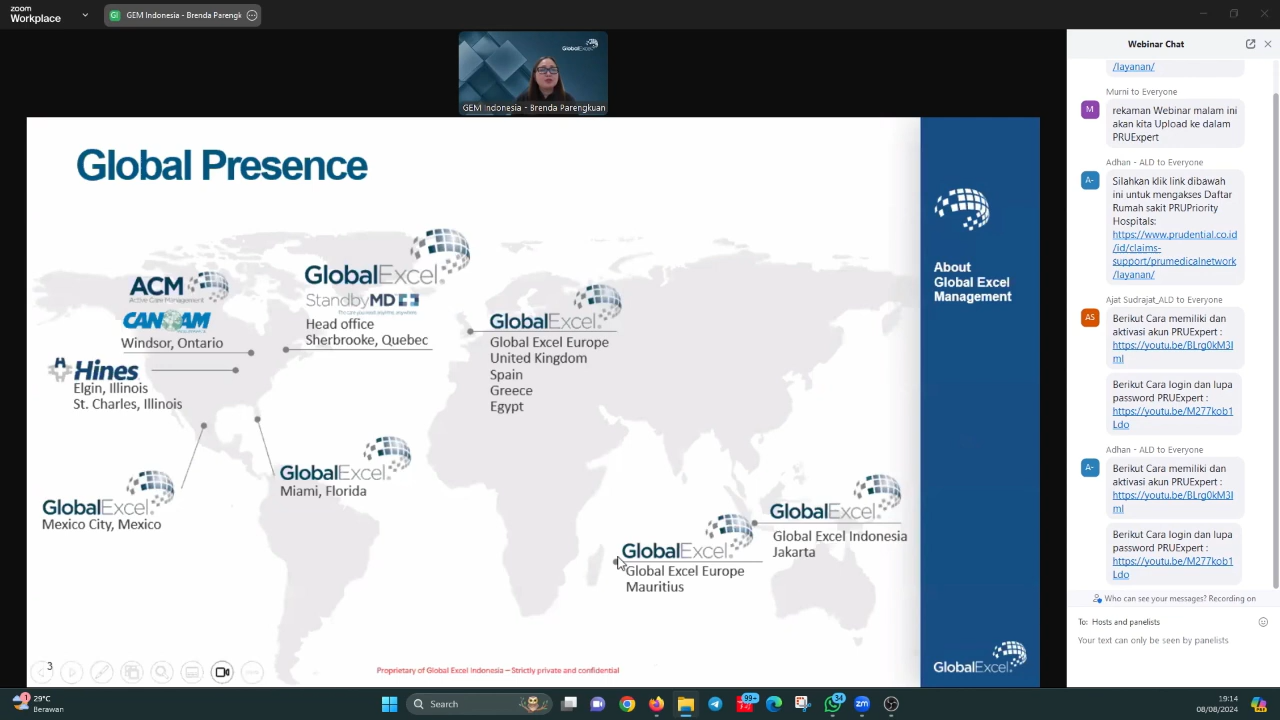 zoom
Workplace
GEM Indonesia - Brenda Parengk
GlobalExcel
GEM Indonesia - Brenda Parengkuan
Global Presence
ACM
Active Care Management
CANAM
Windsor, Ontario
Hines
Elgin, Illinois
St. Charles, Illinois
GlobalExcel
StandbyMD
Head office
Sherbrooke, Quebec
GlobalExcel
Global Excel Europe
United Kingdom
Spain
Greece
Egypt
GlobalExcel
Mexico City, Mexico
GlobalExcel
Miami, Florida
GlobalExcel
Global Excel Indonesia
Jakarta
GlobalExcel
Global Excel Europe
Mauritius
3
Proprietary of Global Excel Indonesia – Strictly private and confidential
About
Global Excel
Management
GlobalExcel
Webinar Chat
/layanan/
Murni to Everyone
M
rekaman Webinar malam ini
akan kita Upload ke dalam
PRUExpert
Adhan - ALD to Everyone
A-
Silahkan klik link dibawah
ini untuk mengakses Daftar
Rumah sakit PRUPriority
Hospitals:
https://www.prudential.co.id
/id/claims-
support/prumedicalnetwork
/layanan/
Ajat Sudrajat_ALD to Everyone
AS
Berikut Cara memiliki dan
aktivasi akun PRUExpert :
https://youtu.be/BLrg0kM3I
mI
Berikut Cara login dan lupa
password PRUExpert :
https://youtu.be/M277kob1
Ldo
Adhan - ALD to Everyone
A-
Berikut Cara memiliki dan
aktivasi akun PRUExpert :
https://youtu.be/BLrg0kM3I
mI
Berikut Cara login dan lupa
password PRUExpert :
https://youtu.be/M277kob1
Ldo
Who can see your messages? Recording on
To: Hosts and panelists
Your text can only be seen by panelists
1
29°C
Berawan
Search
99+
34
zm
19:14
08/08/2024